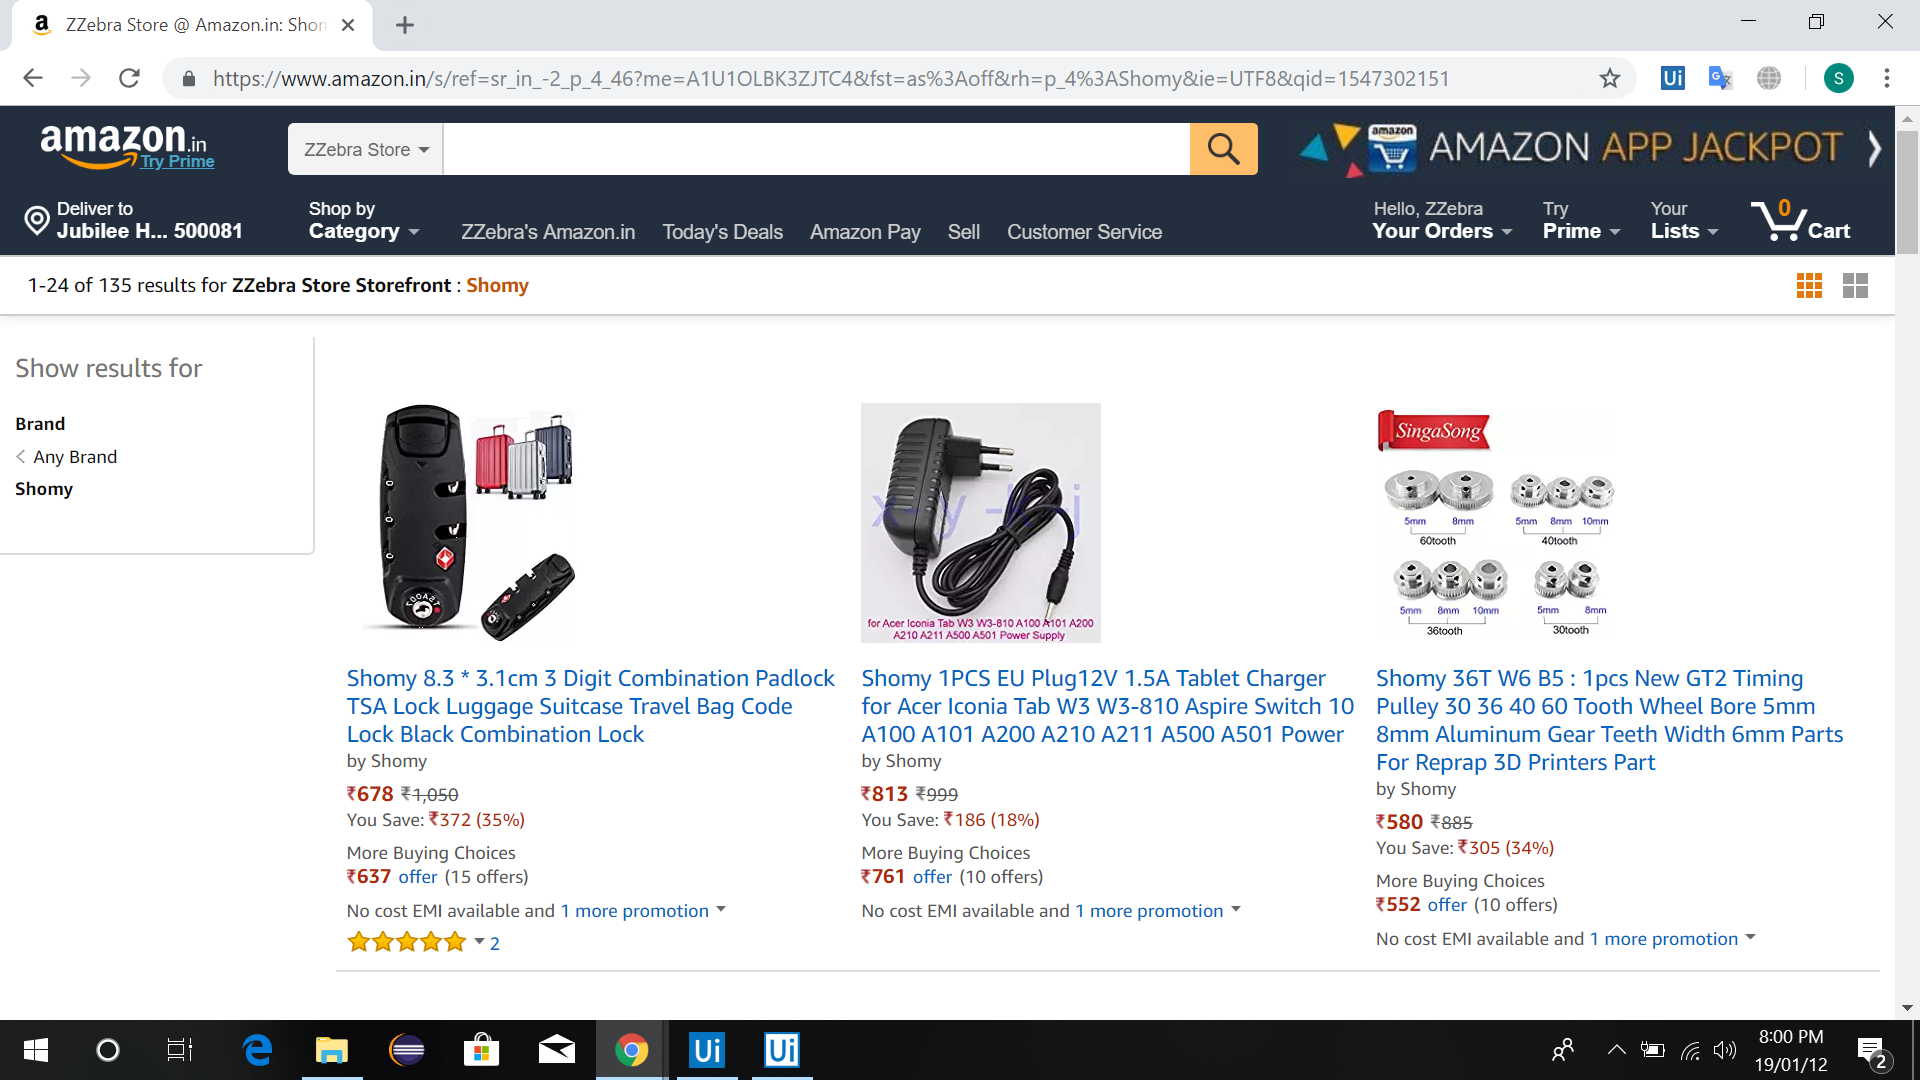 ZZebra Store @ Amazon.in: Shom
https://www.amazon.in/s/ref=sr_in_-2_p_4_46?me=A1U1OLBK3ZJTC4&fst=as%3Aoff&rh=p_4%3AShomy&ie=UTF8&qid=1547302151
S
amazon.in
Try Prime
ZZebra Store
amazon
AMAZON APP JACKPOT
Deliver to
Jubilee H... 500081
Shop by
Category
ZZebra's Amazon.in
Today's Deals
Amazon Pay
Sell
Customer Service
Hello, ZZebra
Your Orders
Try
Prime
Your
Lists
0
Cart
1-24 of 135 results for ZZebra Store Storefront : Shomy
Show results for
Brand
Any Brand
Shomy
TSA007
Shomy 8.3 * 3.1cm 3 Digit Combination Padlock
TSA Lock Luggage Suitcase Travel Bag Code
Lock Black Combination Lock
by Shomy
₹678 ₹1,050
You Save: ₹372 (35%)
More Buying Choices
₹637 offer (15 offers)
No cost EMI available and 1 more promotion
2
x-y-k-j
for Acer Iconia Tab W3 W3-810 A100 A101 A200
A210 A211 A500 A501 Power Supply
Shomy 1PCS EU Plug12V 1.5A Tablet Charger
for Acer Iconia Tab W3 W3-810 Aspire Switch 10
A100 A101 A200 A210 A211 A500 A501 Power
by Shomy
₹813 ₹999
You Save: ₹186 (18%)
More Buying Choices
₹761 offer (10 offers)
No cost EMI available and 1 more promotion
SingaSong
5mm 8mm
60tooth
5mm 8mm 10mm
40tooth
5mm 8mm 10mm
36tooth
5mm 8mm
30tooth
Shomy 36T W6 B5 : 1pcs New GT2 Timing
Pulley 30 36 40 60 Tooth Wheel Bore 5mm
8mm Aluminum Gear Teeth Width 6mm Parts
For Reprap 3D Printers Part
by Shomy
₹580 ₹885
You Save: ₹305 (34%)
More Buying Choices
₹552 offer (10 offers)
No cost EMI available and 1 more promotion
Ui
Ui
8:00 PM
19/01/12
2